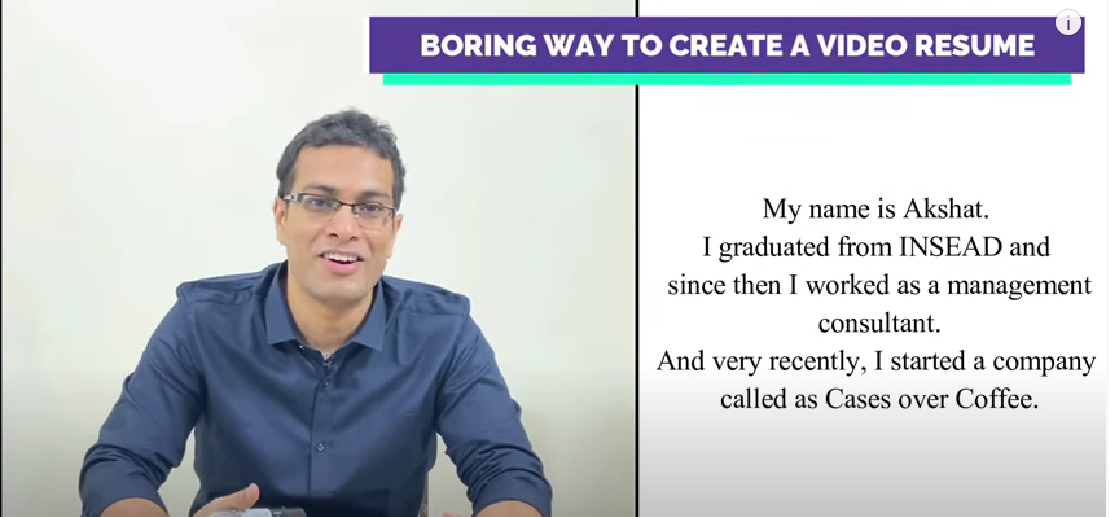 BORING WAY TO CREATE A VIDEO RESUME
i
My name is Akshat.
I graduated from INSEAD and
since then I worked as a management
consultant.
And very recently, I started a company
called as Cases over Coffee.